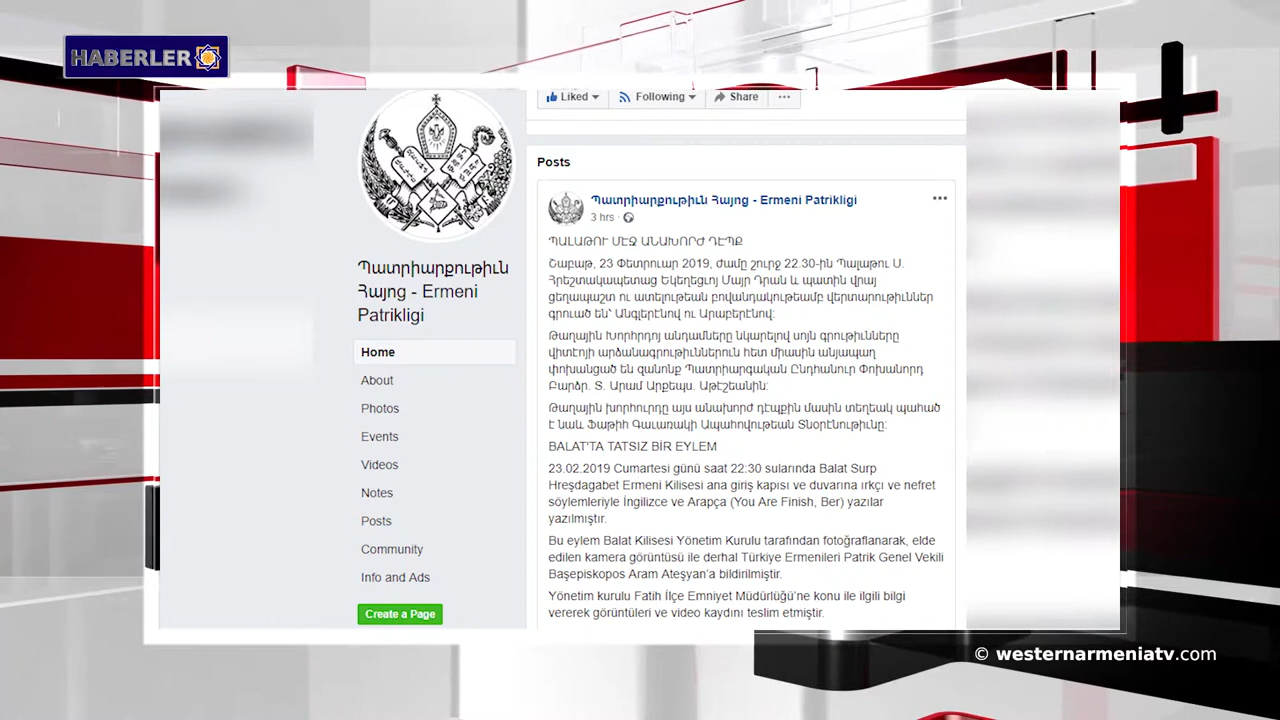 HABERLER
Liked
Following
Share
Posts
Պատրիարքութիւն Հայոց - Ermeni Patrikligi
3 hrs
ՊԱԼԱԹՈՒ ՄԷՋ ԱՆԱԽՈՐԺ ԴԷՊՔ
Շաբաթ, 23 Փետրուար 2019, ժամը շուրջ 22.30-ին Պալաթու Ս.
Հրեշտակապետաց Եկեղեցւոյ Մայր Դրան և պատին վրայ
ցեղապաշտ ու ատելութեան բովանդակութեամբ վերտարութիւններ
գրուած են՝ Անգլերէնով ու Արաբերէնով:
Թաղային Խորհրդոյ անդամները նկարելով սոյն գրութիւնները
վիտէոյի արձանագրութիւններուն հետ միասին անյապաղ
փոխանցած են զանոնք Պատրիարգական Ընդհանուր Փոխանորդ
Բարձր. Տ. Արամ Արքեպս. Աթէշեանին:
Թաղային խորհուրդը այս անախորժ դէպքին մասին տեղեակ պահած
է նաև Ֆաթիհ Գաւառակի Ապահովութեան Տնօրէնութիւնը:
BALAT'TA TATSIZ BİR EYLEM
23.02.2019 Cumartesi günü saat 22:30 sularında Balat Surp
Hreşdagabet Ermeni Kilisesi ana giriş kapısı ve duvarına ırkçı ve nefret
söylemleriyle İngilizce ve Arapça (You Are Finish, Ber) yazılar
yazılmıştır.
Bu eylem Balat Kilisesi Yönetim Kurulu tarafından fotoğraflanarak, elde
edilen kamera görüntüsü ile derhal Türkiye Ermenileri Patrik Genel Vekili
Başepiskopos Aram Ateşyan'a bildirilmiştir.
Yönetim kurulu Fatih İlçe Emniyet Müdürlüğü'ne konu ile ilgili bilgi
vererek görüntüleri ve video kaydını teslim etmiştir.
Պատրիարքութիւն
Հայոց - Ermeni
Patrikligi
Home
About
Photos
Events
Videos
Notes
Posts
Community
Info and Ads
Create a Page
© westernarmeniatv.com